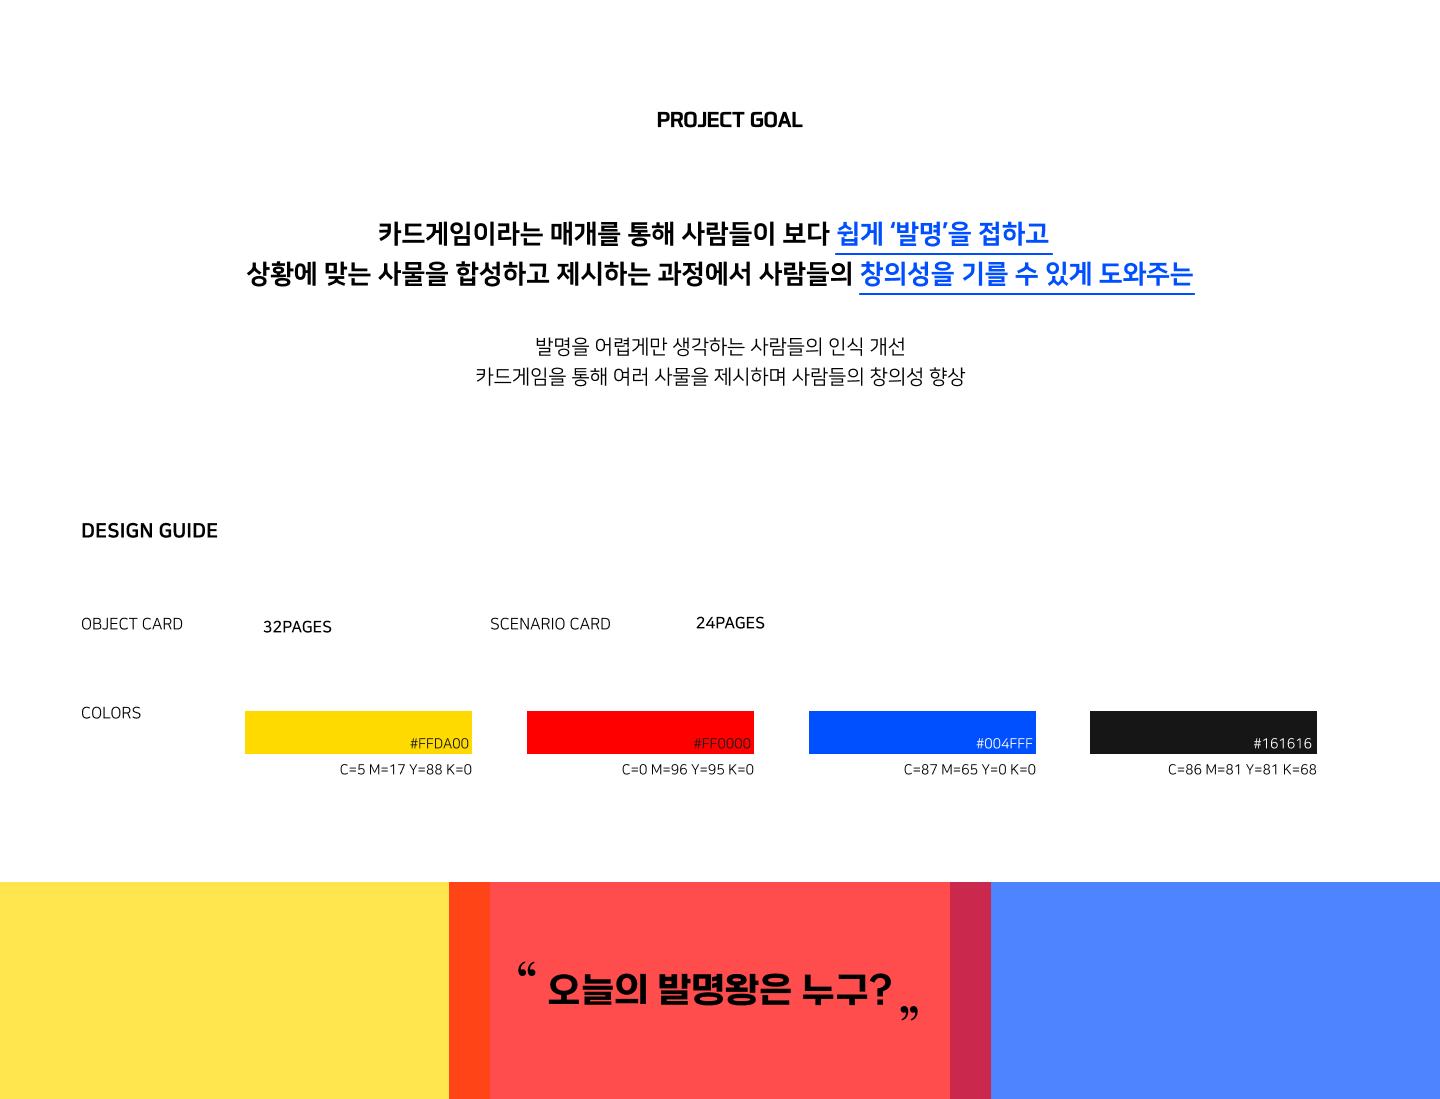 PROJECT GOAL
카드게임이라는 매개를 통해 사람들이 보다 쉽게 ‘발명’을 접하고
상황에 맞는 사물을 합성하고 제시하는 과정에서 사람들의 창의성을 기를 수 있게 도와주는
발명을 어렵게만 생각하는 사람들의 인식 개선
카드게임을 통해 여러 사물을 제시하며 사람들의 창의성 향상
DESIGN GUIDE
OBJECT CARD 32PAGES SCENARIO CARD 24PAGES
COLORS
#FFDA00 #FF0000 #004FFF #161616
C=5 M=17 Y=88 K=0 C=0 M=96 Y=95 K=0 C=87 M=65 Y=0 K=0 C=86 M=81 Y=81 K=68
“ 오늘의 발명왕은 누구? ”